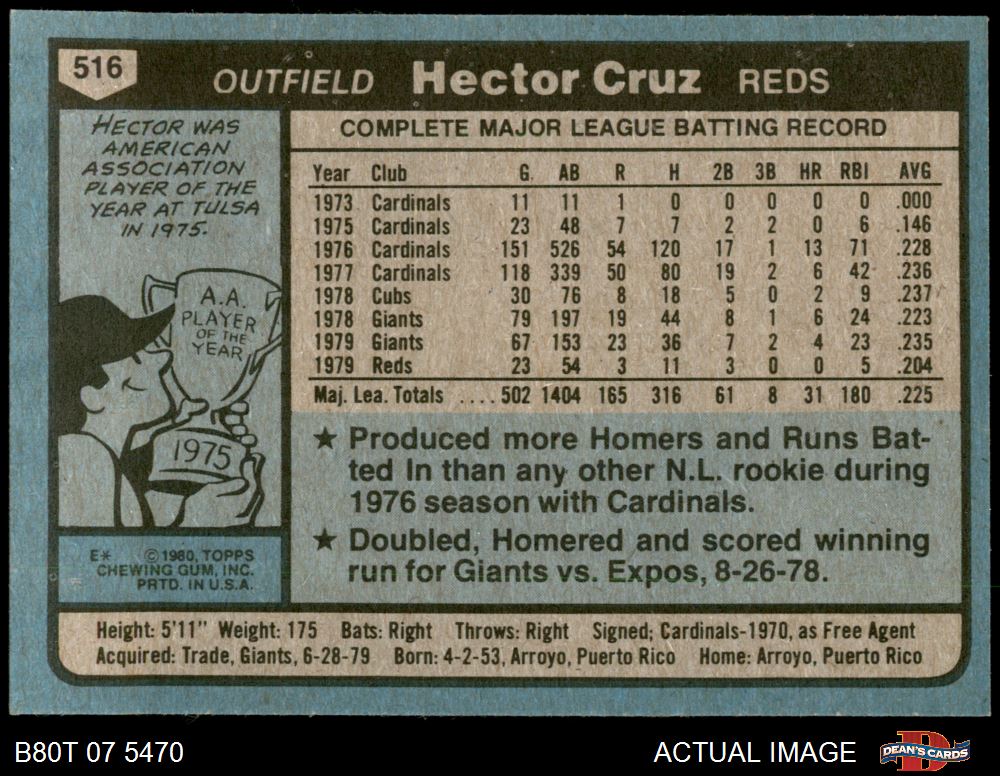 516
OUTFIELD Hector Cruz REDS
HECTOR WAS
AMERICAN
ASSOCIATION
PLAYER OF THE
YEAR AT TULSA
IN 1975.
A.A.
PLAYER
OF THE
YEAR
1975
E* © 1980, TOPPS
CHEWING GUM, INC.
PRTD. IN U.S.A.
COMPLETE MAJOR LEAGUE BATTING RECORD
Year Club G. AB R H 2B 3B HR RBI AVG
1973 Cardinals 11 11 1 0 0 0 0 0 .000
1975 Cardinals 23 48 7 7 2 2 0 6 .146
1976 Cardinals 151 526 54 120 17 1 13 71 .228
1977 Cardinals 118 339 50 80 19 2 6 42 .236
1978 Cubs 30 76 8 18 5 0 2 9 .237
1978 Giants 79 197 19 44 8 1 6 24 .223
1979 Giants 67 153 23 36 7 2 4 23 .235
1979 Reds 23 54 3 11 3 0 0 5 .204
Maj. Lea. Totals ....502 1404 165 316 61 8 31 180 .225
★ Produced more Homers and Runs Bat-
ted In than any other N.L. rookie during
1976 season with Cardinals.
★ Doubled, Homered and scored winning
run for Giants vs. Expos, 8-26-78.
Height: 5'11" Weight: 175 Bats: Right Throws: Right Signed; Cardinals-1970, as Free Agent
Acquired: Trade, Giants, 6-28-79 Born: 4-2-53, Arroyo, Puerto Rico Home: Arroyo, Puerto Rico
B80T 07 5470
ACTUAL IMAGE
D
DEAN'S CARDS